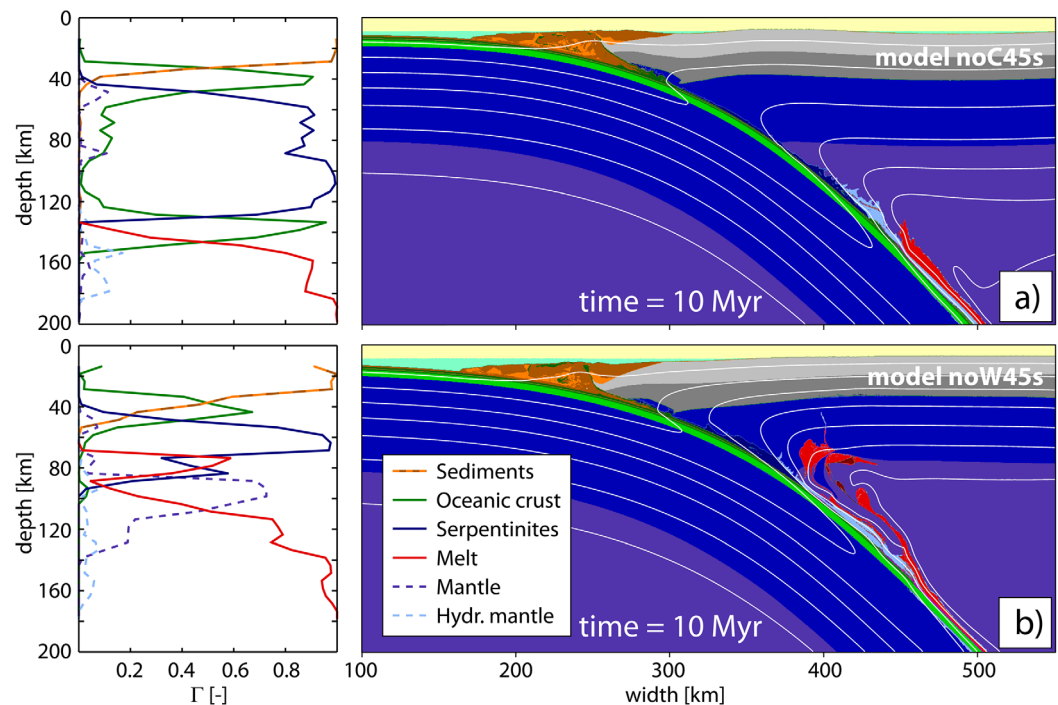 0
40
80
120
160
200
depth [km]
model noC45s
time = 10 Myr
a)
0
40
80
120
160
200
depth [km]
0.2
0.4
0.6
0.8
1
Γ [-]
Sediments
Oceanic crust
Serpentinites
Melt
Mantle
Hydr. mantle
model noW45s
time = 10 Myr
b)
100
200
300
400
500
width [km]